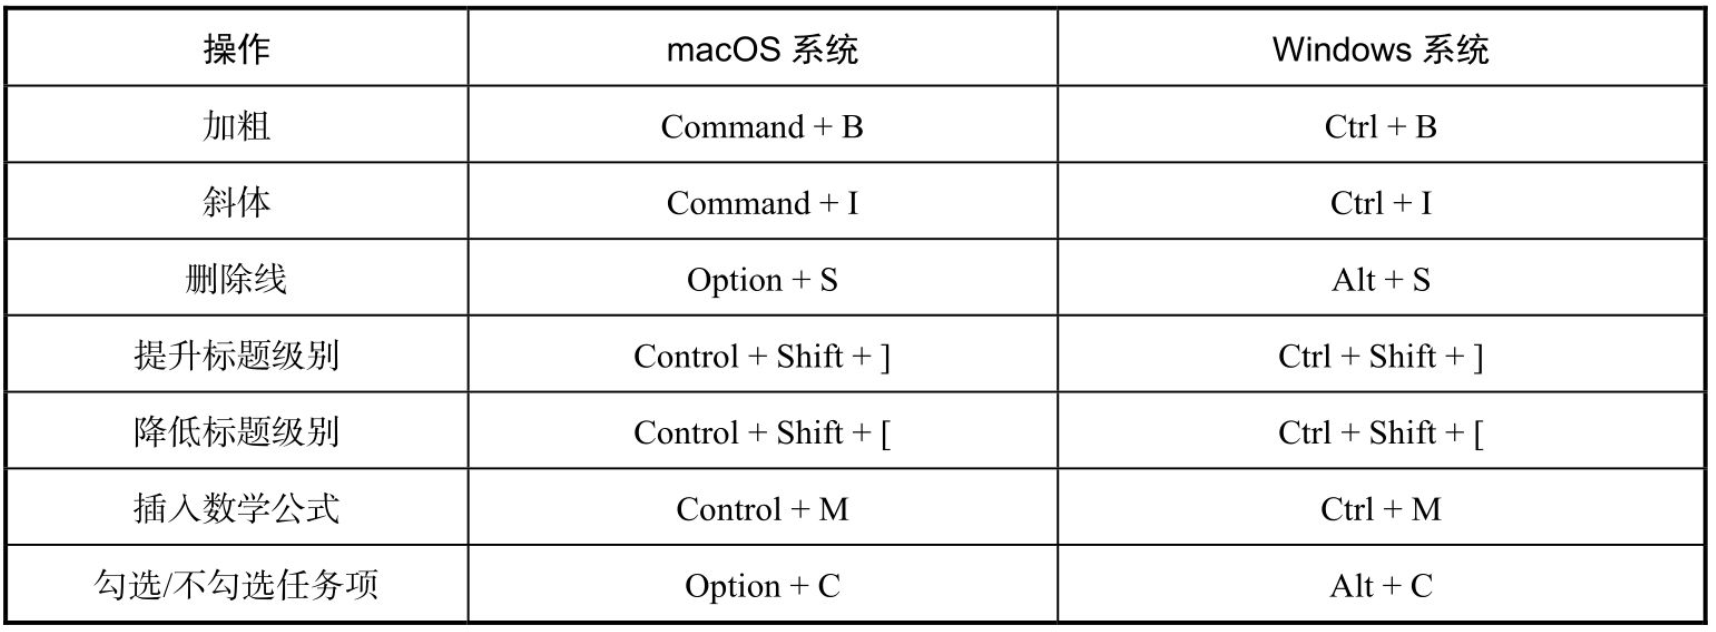 操作 macOS 系统 Windows 系统
加粗 Command + B Ctrl + B
斜体 Command + I Ctrl + I
删除线 Option + S Alt + S
提升标题级别 Control + Shift + ] Ctrl + Shift + ]
降低标题级别 Control + Shift + [ Ctrl + Shift + [
插入数学公式 Control + M Ctrl + M
勾选/不勾选任务项 Option + C Alt + C